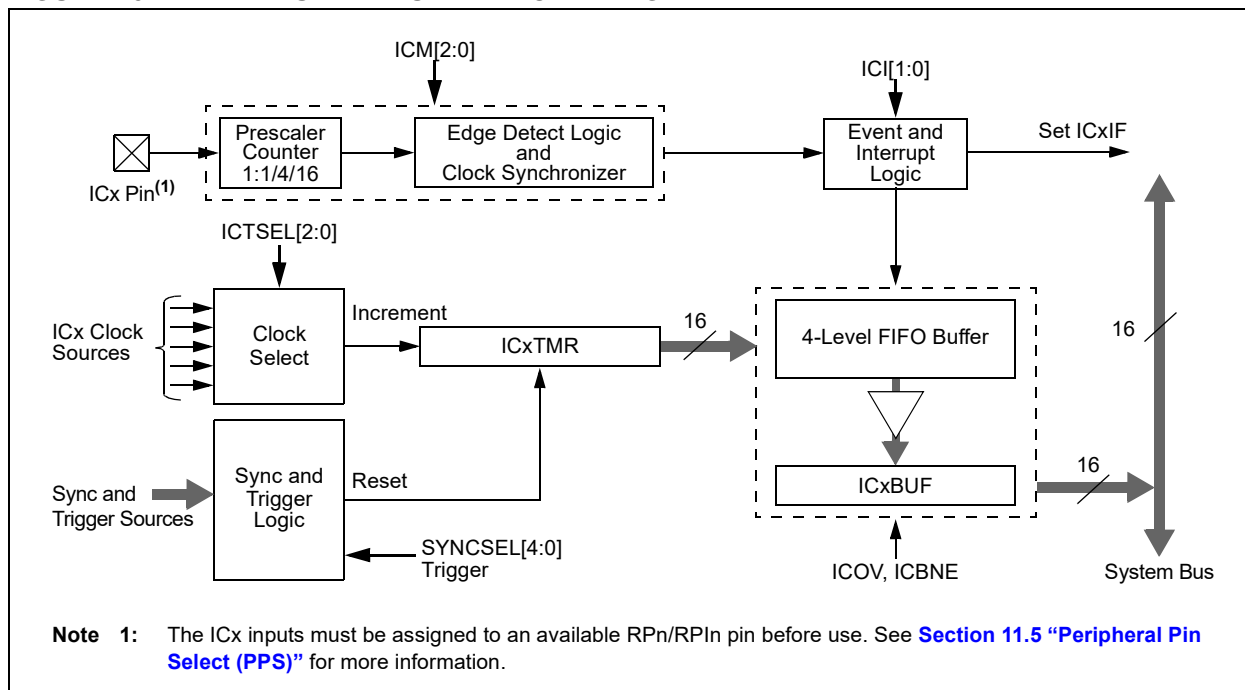 ICM[2:0]
ICI[1:0]
Prescaler
Counter
1:1/4/16
Edge Detect Logic
and
Clock Synchronizer
Event and
Interrupt
Logic
Set ICxIF
ICx Pin(1)
ICTSEL[2:0]
ICx Clock
Sources
Clock
Select
Increment
ICxTMR
16
4-Level FIFO Buffer
16
Sync and
Trigger Sources
Sync and
Trigger
Logic
Reset
ICxBUF
16
SYNCSEL[4:0]
Trigger
ICOV, ICBNE
System Bus
Note 1: The ICx inputs must be assigned to an available RPn/RPIn pin before use. See Section 11.5 “Peripheral Pin
Select (PPS)” for more information.